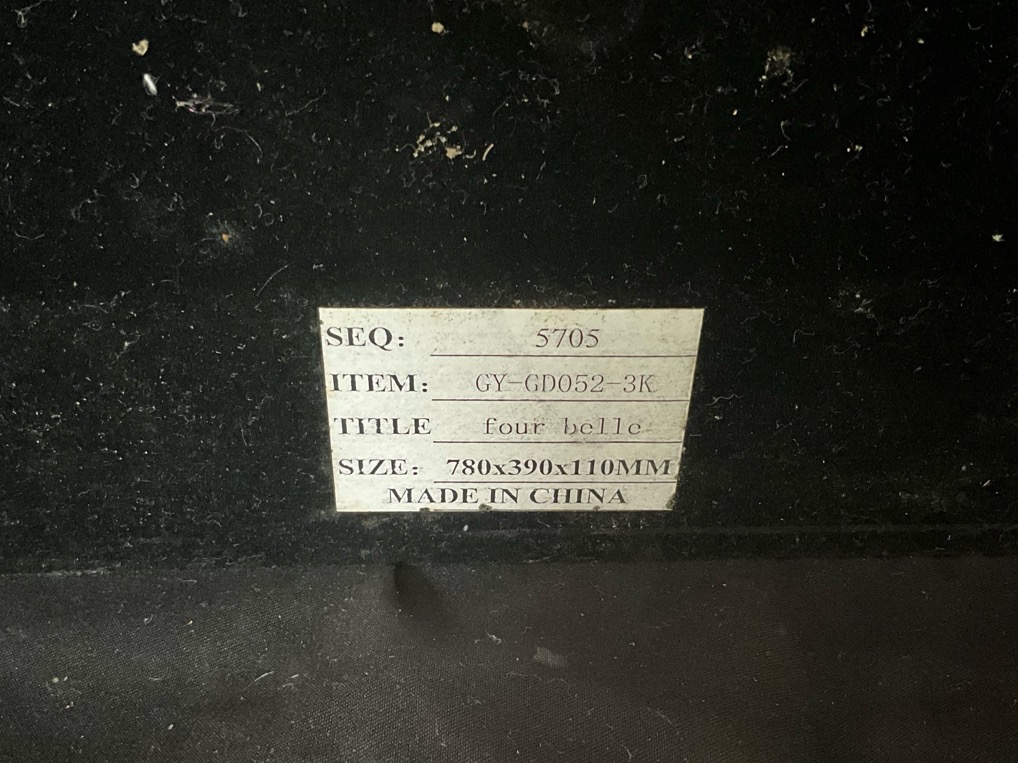 SEQ: 5705
ITEM: GY-GD052-3K
TITLE four belle
SIZE: 780x390x110MM
MADE IN CHINA